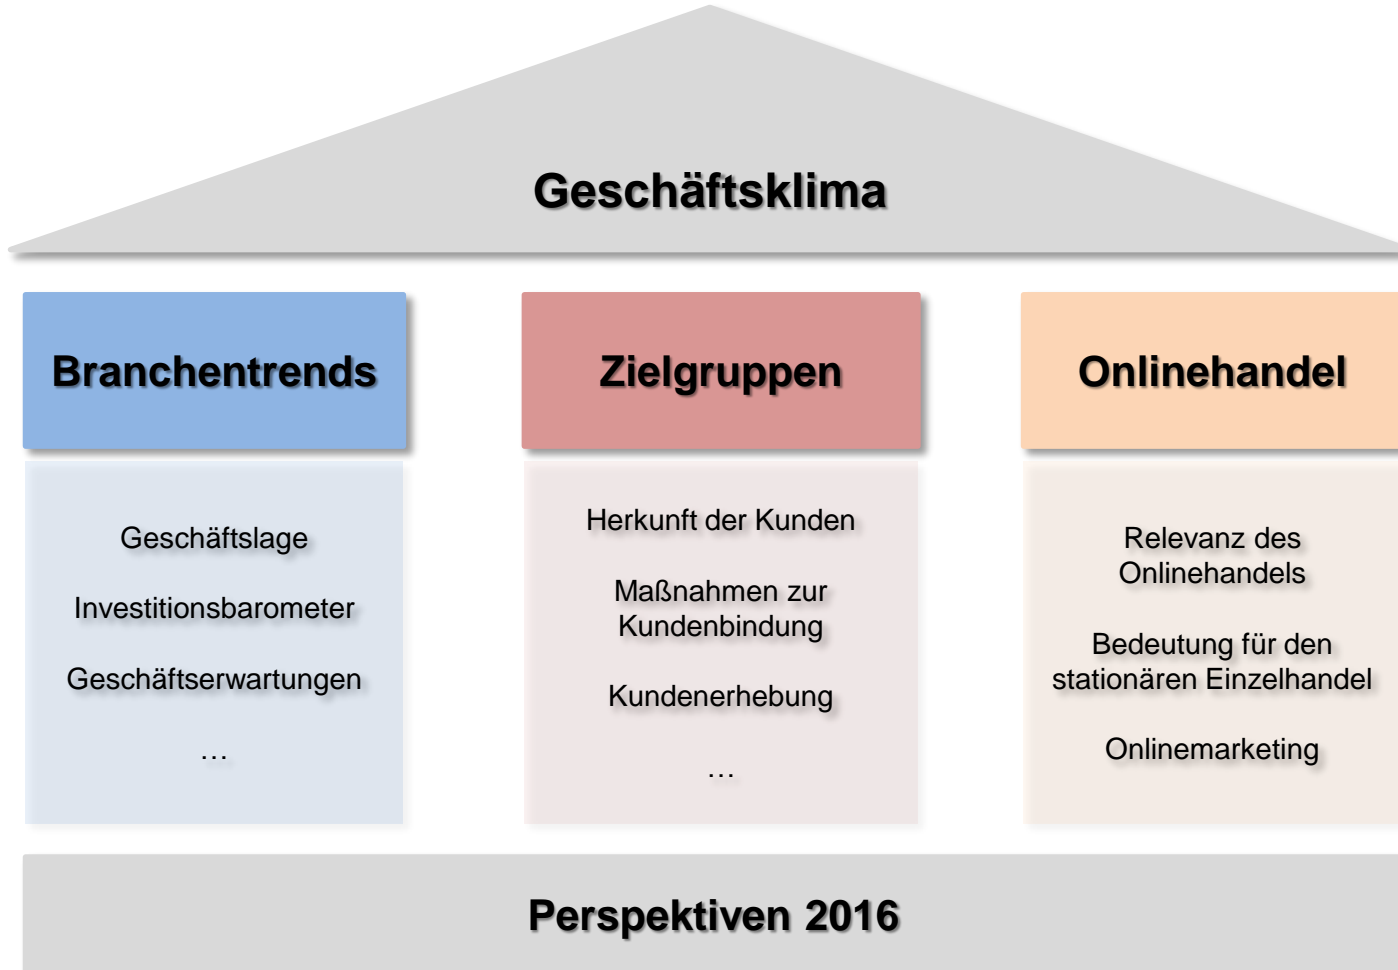 Geschäftsklima
Branchentrends
Geschäftslage
Investitionsbarometer
Geschäftserwartungen
…
Zielgruppen
Herkunft der Kunden
Maßnahmen zur
Kundenbindung
Kundenerhebung
…
Onlinehandel
Relevanz des
Onlinehandels
Bedeutung für den
stationären Einzelhandel
Onlinemarketing
Perspektiven 2016